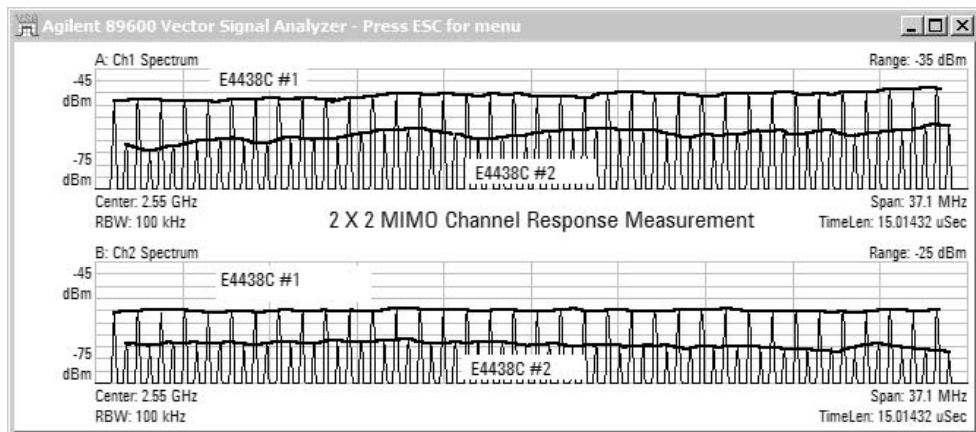 VSA
Agilent 89600 Vector Signal Analyzer - Press ESC for menu
A: Ch1 Spectrum
Range: -35 dBm
E4438C #1
-45
dBm
-75
dBm
E4438C #2
Center: 2.55 GHz
Span: 37.1 MHz
RBW: 100 kHz
2 X 2 MIMO Channel Response Measurement
TimeLen: 15.01432 uSec
B: Ch2 Spectrum
Range: -25 dBm
E4438C #1
-45
dBm
-75
dBm
E4438C #2
Center: 2.55 GHz
Span: 37.1 MHz
RBW: 100 kHz
TimeLen: 15.01432 uSec